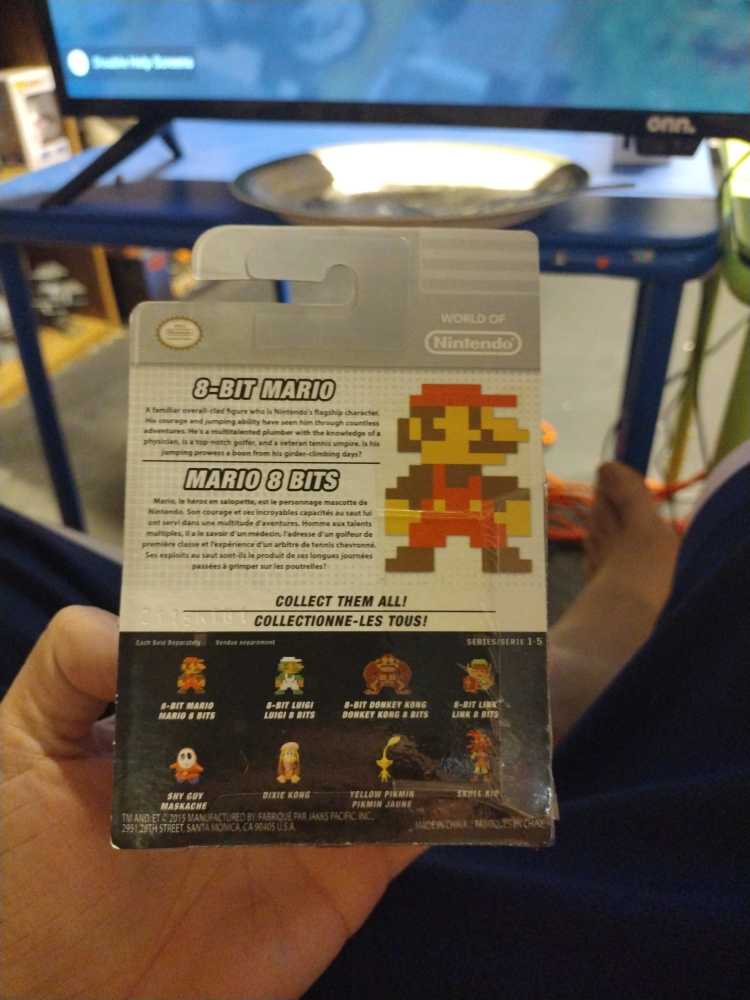 Disable Help Screens
onn.
WORLD OF
Nintendo
8-BIT MARIO
A familiar overall-clad figure who is Nintendo's flagship character.
His courage and jumping ability have seen him through countless
adventures. He's a multitalented plumber with the knowledge of a
physician, is a top-notch golfer, and a veteran tennis umpire. Is his
jumping prowess a boon from his girder-climbing days?
MARIO 8 BITS
Mario, le héros en salopette, est le personnage mascotte de
Nintendo. Son courage et ses incroyables capacités au saut lui
ont servi dans une multitude d'aventures. Homme aux talents
multiples, il a le savoir d'un médecin, l'adresse d'un golfeur de
première classe et l'expérience d'un arbitre de tennis chevronné.
Ses exploits au saut sont-ils le produit de ses longues journées
passées à grimper sur les poutrelles?
COLLECT THEM ALL!
COLLECTIONNE-LES TOUS!
Each Sold Separately Vendus séparément
SERIES/SÉRIE 1-5
8-BIT MARIO
MARIO 8 BITS
8-BIT LUIGI
LUIGI 8 BITS
8-BIT DONKEY KONG
DONKEY KONG 8 BITS
8-BIT LINK
LINK 8 BITS
SHY GUY
MASKACHE
DIXIE KONG
YELLOW PIKMIN
PIKMIN JAUNE
SKULL KID
TM AND ET © 2015 MANUFACTURED BY/FABRIQUÉ PAR JAKKS PACIFIC, INC.
2951 28TH STREET, SANTA MONICA, CA 90405 U.S.A.
MADE IN CHINA / FABRIQUÉS EN CHINE